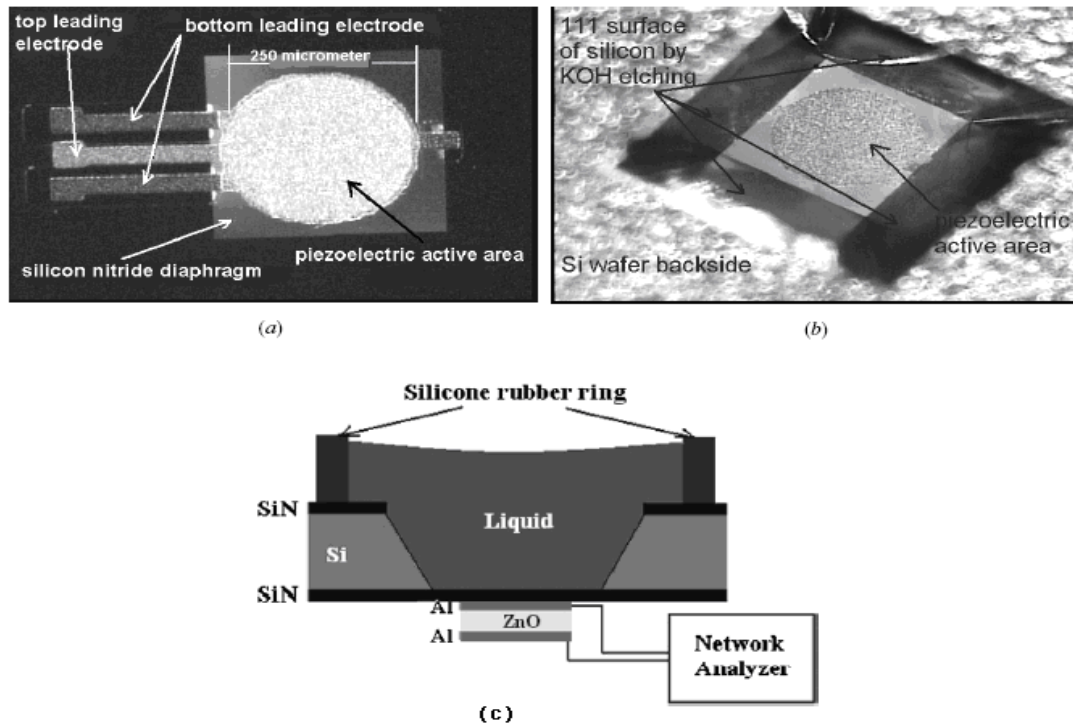 top leading
electrode
bottom leading electrode
250 micrometer
silicon nitride diaphragm
piezoelectric active area
(a)
111 surface
of silicon by
KOH etching
piezoelectric
active area
Si wafer backside
(b)
Silicone rubber ring
SiN
Liquid
Si
SiN
Al
ZnO
Al
Network
Analyzer
(c)